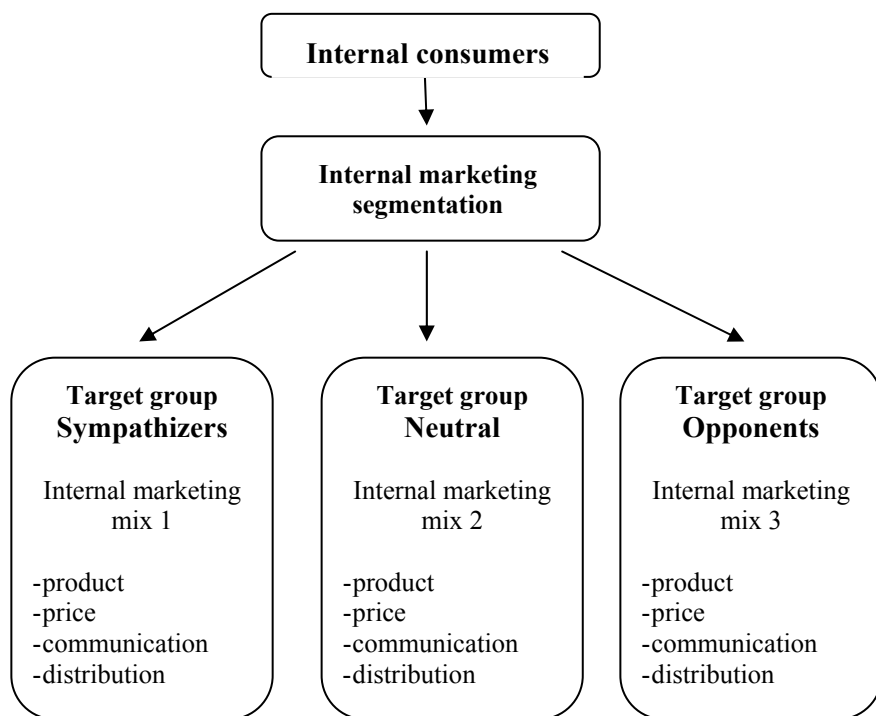 Internal consumers
Internal marketing
segmentation
Target group
Sympathizers
Internal marketing
mix 1
-product
-price
-communication
-distribution
Target group
Neutral
Internal marketing
mix 2
-product
-price
-communication
-distribution
Target group
Opponents
Internal marketing
mix 3
-product
-price
-communication
-distribution